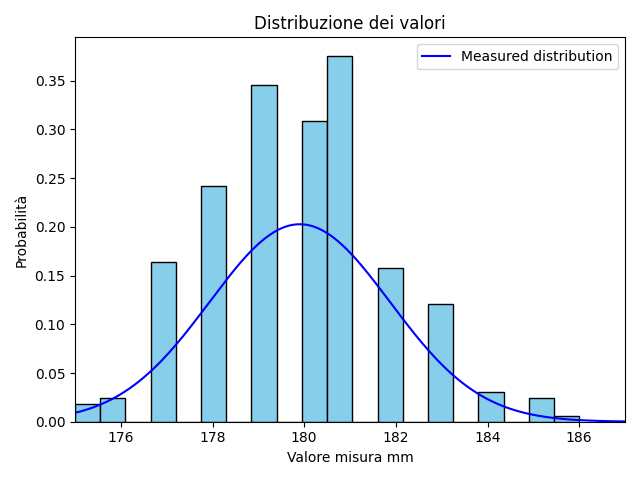 Distribuzione dei valori
Measured distribution
Probabilità
0.35
0.30
0.25
0.20
0.15
0.10
0.05
0.00
176 178 180 182 184 186
Valore misura mm